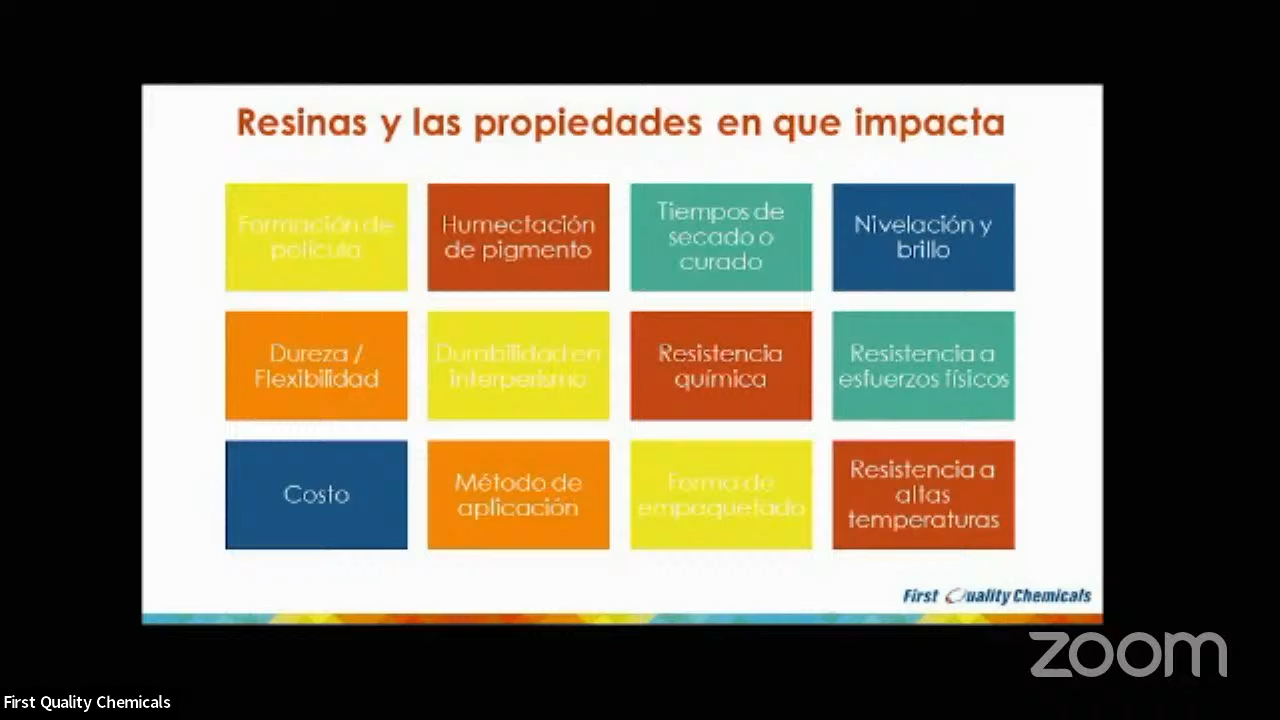 Resinas y las propiedades en que impacta
Formación de
película
Humectación
de pigmento
Tiempos de
secado o
curado
Nivelación y
brillo
Dureza /
Flexibilidad
Durabilidad en
interperismo
Resistencia
química
Resistencia a
esfuerzos físicos
Costo
Método de
aplicación
Forma de
empaquetado
Resistencia a
altas
temperaturas
First Quality Chemicals
zoom
First Quality Chemicals